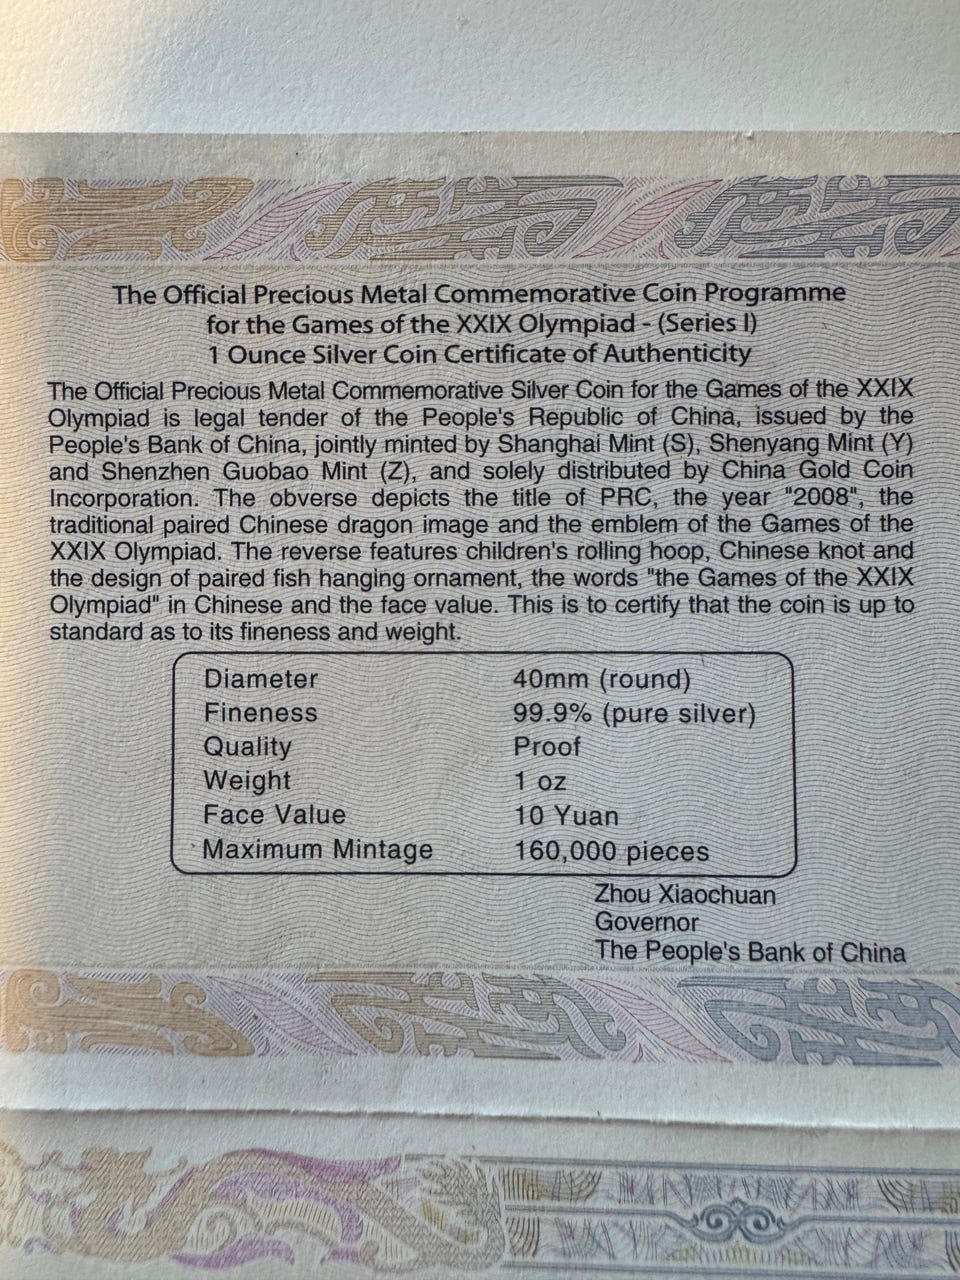 The Official Precious Metal Commemorative Coin Programme
for the Games of the XXIX Olympiad - (Series I)
1 Ounce Silver Coin Certificate of Authenticity
The Official Precious Metal Commemorative Silver Coin for the Games of the XXIX
Olympiad is legal tender of the People's Republic of China, issued by the
People's Bank of China, jointly minted by Shanghai Mint (S), Shenyang Mint (Y)
and Shenzhen Guobao Mint (Z), and solely distributed by China Gold Coin
Incorporation. The obverse depicts the title of PRC, the year "2008", the
traditional paired Chinese dragon image and the emblem of the Games of the
XXIX Olympiad. The reverse features children's rolling hoop, Chinese knot and
the design of paired fish hanging ornament, the words "the Games of the XXIX
Olympiad" in Chinese and the face value. This is to certify that the coin is up to
standard as to its fineness and weight.
Diameter 40mm (round)
Fineness 99.9% (pure silver)
Quality Proof
Weight 1 oz
Face Value 10 Yuan
Maximum Mintage 160,000 pieces
Zhou Xiaochuan
Governor
The People's Bank of China